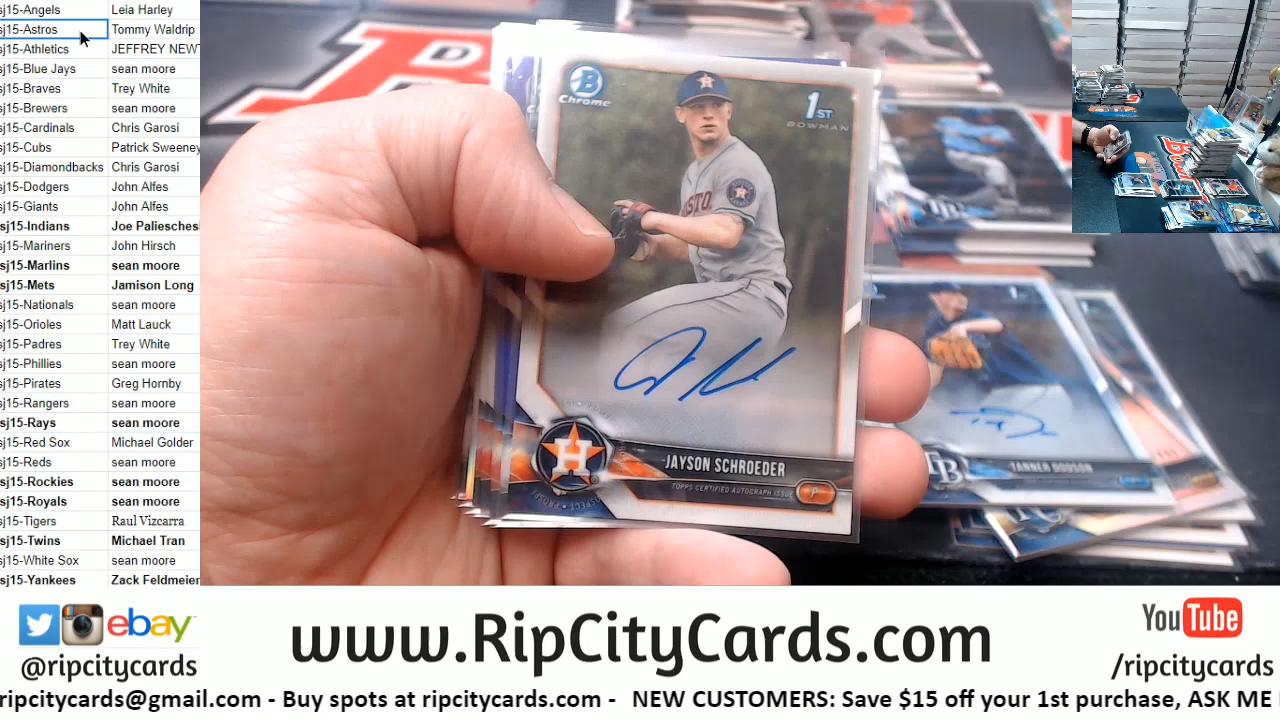 sj15-Angels Leia Harley
sj15-Astros Tommy Waldrip
sj15-Athletics JEFFREY NEWT
sj15-Blue Jays sean moore
sj15-Braves Trey White
sj15-Brewers sean moore
sj15-Cardinals Chris Garosi
sj15-Cubs Patrick Sweeney
sj15-Diamondbacks Chris Garosi
sj15-Dodgers John Alfes
sj15-Giants John Alfes
sj15-Indians Joe Paliesches
sj15-Mariners John Hirsch
sj15-Marlins sean moore
sj15-Mets Jamison Long
sj15-Nationals sean moore
sj15-Orioles Matt Lauck
sj15-Padres Trey White
sj15-Phillies sean moore
sj15-Pirates Greg Hornby
sj15-Rangers sean moore
sj15-Rays sean moore
sj15-Red Sox Michael Golder
sj15-Reds sean moore
sj15-Rockies sean moore
sj15-Royals sean moore
sj15-Tigers Raul Vizcarra
sj15-Twins Michael Tran
sj15-White Sox sean moore
sj15-Yankees Zack Feldmeier
B
Chrome
1ST
BOWMAN
H
JAYSON SCHROEDER
TOPPS CERTIFIED AUTOGRAPH ISSUE
P
TB
TANNER DODSON
ebay
@ripcitycards
www.RipCityCards.com
YouTube
/ripcitycards
ripcitycards@gmail.com - Buy spots at ripcitycards.com - NEW CUSTOMERS: Save $15 off your 1st purchase, ASK ME